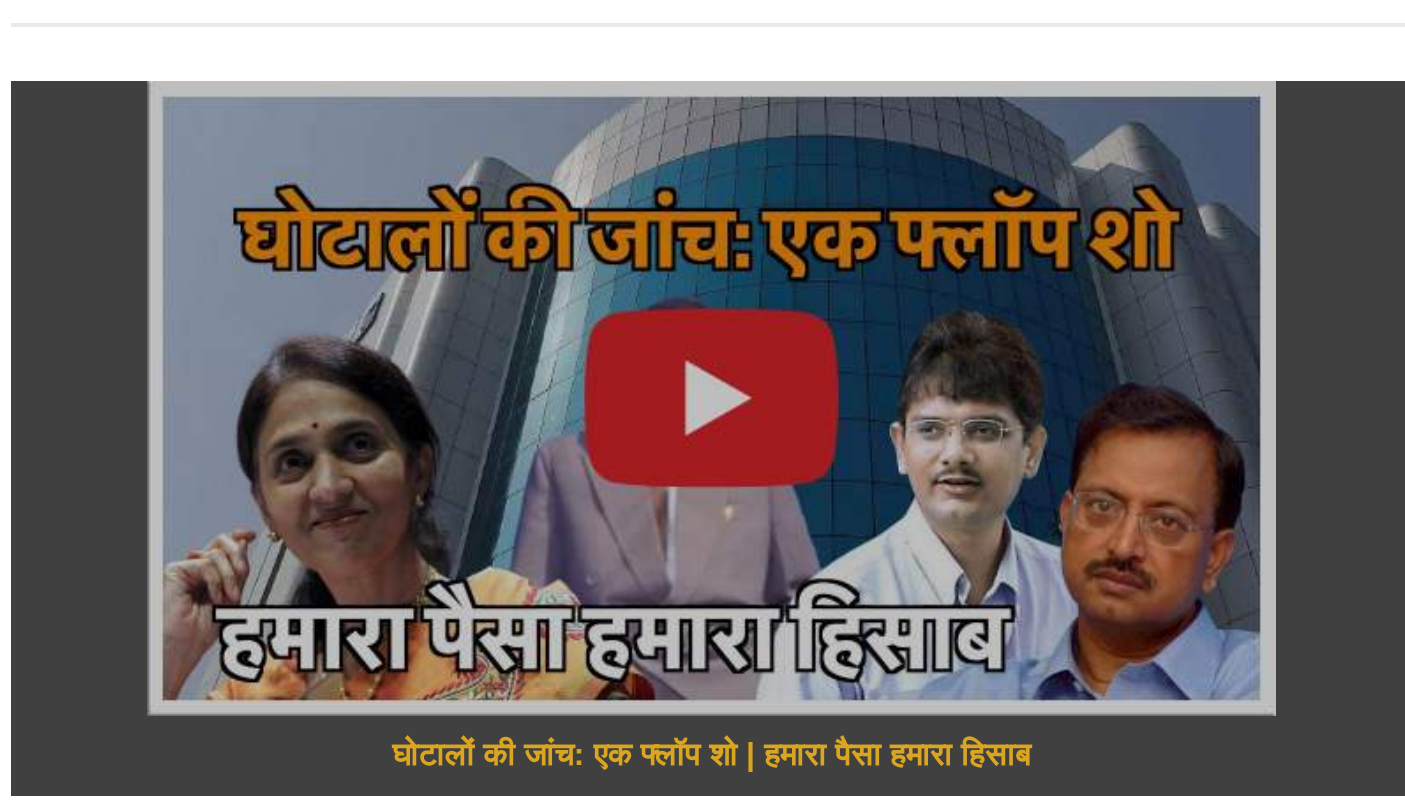 घोटालों की जांच: एक फ्लॉप शो
हमारा पैसा हमारा हिसाब
घोटालों की जांच: एक फ्लॉप शो | हमारा पैसा हमारा हिसाब